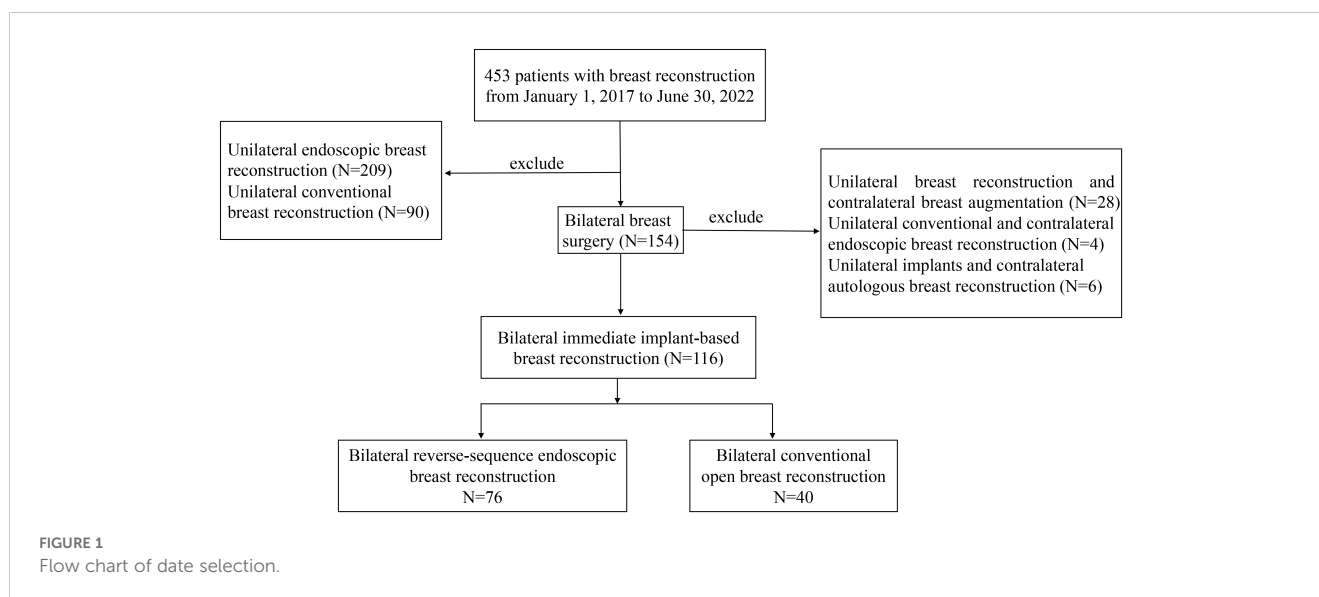 453 patients with breast reconstruction
from January 1, 2017 to June 30, 2022
Unilateral endoscopic breast
reconstruction (N=209)
Unilateral conventional
breast reconstruction (N=90)
exclude
Bilateral breast
surgery (N=154)
exclude
Unilateral breast reconstruction and
contralateral breast augmentation (N=28)
Unilateral conventional and contralateral
endoscopic breast reconstruction (N=4)
Unilateral implants and contralateral
autologous breast reconstruction (N=6)
Bilateral immediate implant-based
breast reconstruction (N=116)
Bilateral reverse-sequence endoscopic
breast reconstruction
N=76
Bilateral conventional
open breast reconstruction
N=40
FIGURE 1
Flow chart of date selection.